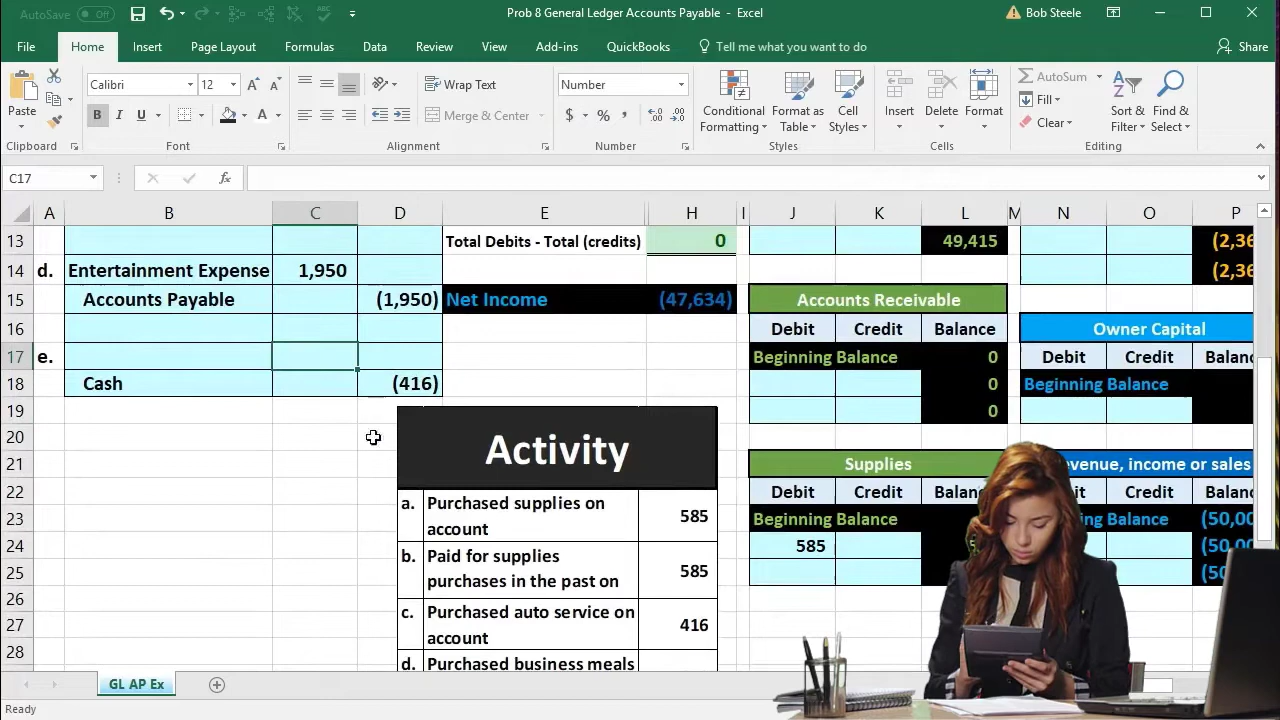 AutoSave Off
Prob 8 General Ledger Accounts Payable - Excel
Bob Steele
File Home Insert Page Layout Formulas Data Review View Add-ins QuickBooks Tell me what you want to do Share
Paste
Clipboard
Calibri 12
B I U
Font
Wrap Text
Merge & Center
Alignment
Number
$ % ,
Number
Conditional Formatting
Format as Table
Cell Styles
Styles
Insert Delete Format
Cells
AutoSum
Fill
Clear
Sort & Filter
Find & Select
Editing
C17 fx
A B C D E H I J K L M N O P
13 Total Debits - Total (credits) 0 49,415
14 d. Entertainment Expense 1,950
15 Accounts Payable (1,950) Net Income (47,634) Accounts Receivable
16 Debit Credit Balance Owner Capital
17 e. Beginning Balance 0 Debit Credit
18 Cash (416) 0 Beginning Balance
19 0
20 Activity
21 Supplies
22 a. Purchased supplies on account 585 Debit Credit
23 Beginning Balance
24 b. Paid for supplies purchases in the past on 585 585
25
26 c. Purchased auto service on account 416
27
28 d. Purchased business meals
income or sales
GL AP Ex
Ready